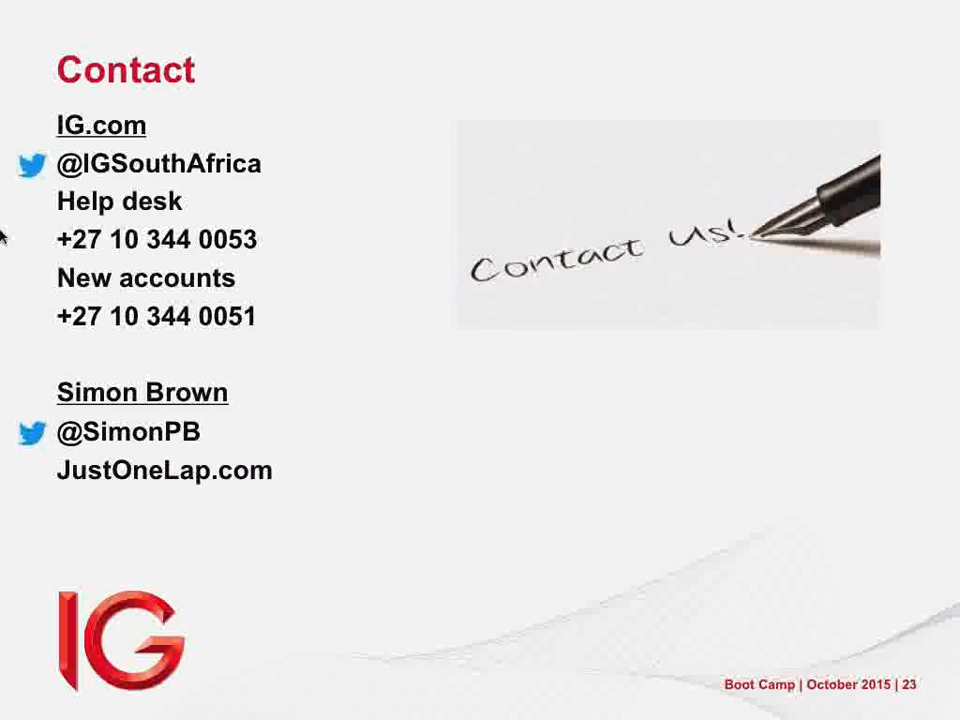 Contact
IG.com
@IGSouthAfrica
Help desk
+27 10 344 0053
New accounts
+27 10 344 0051
Contact Us!
Simon Brown
@SimonPB
JustOneLap.com
IG
Boot Camp | October 2015 | 23